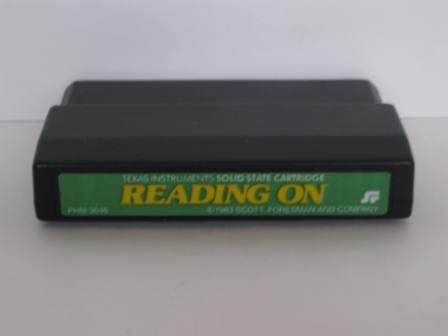 TEXAS INSTRUMENTS SOLID STATE CARTRIDGE
READING ON
PHM 3046 ©1983 SCOTT, FORESMAN AND COMPANY